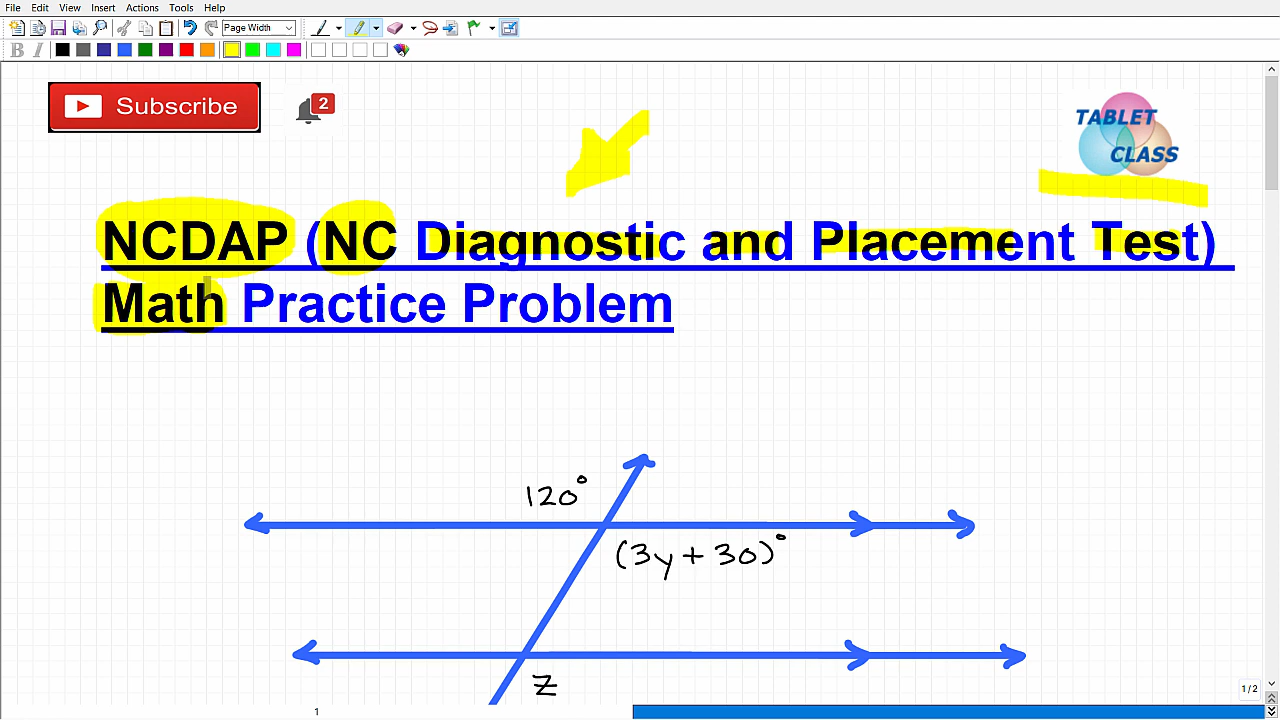 File Edit View Insert Actions Tools Help
Page Width
B I
Subscribe
2
TABLET
CLASS
NCDAP (NC Diagnostic and Placement Test)
Math Practice Problem
120°
(3y + 30)°
z
1/2
1